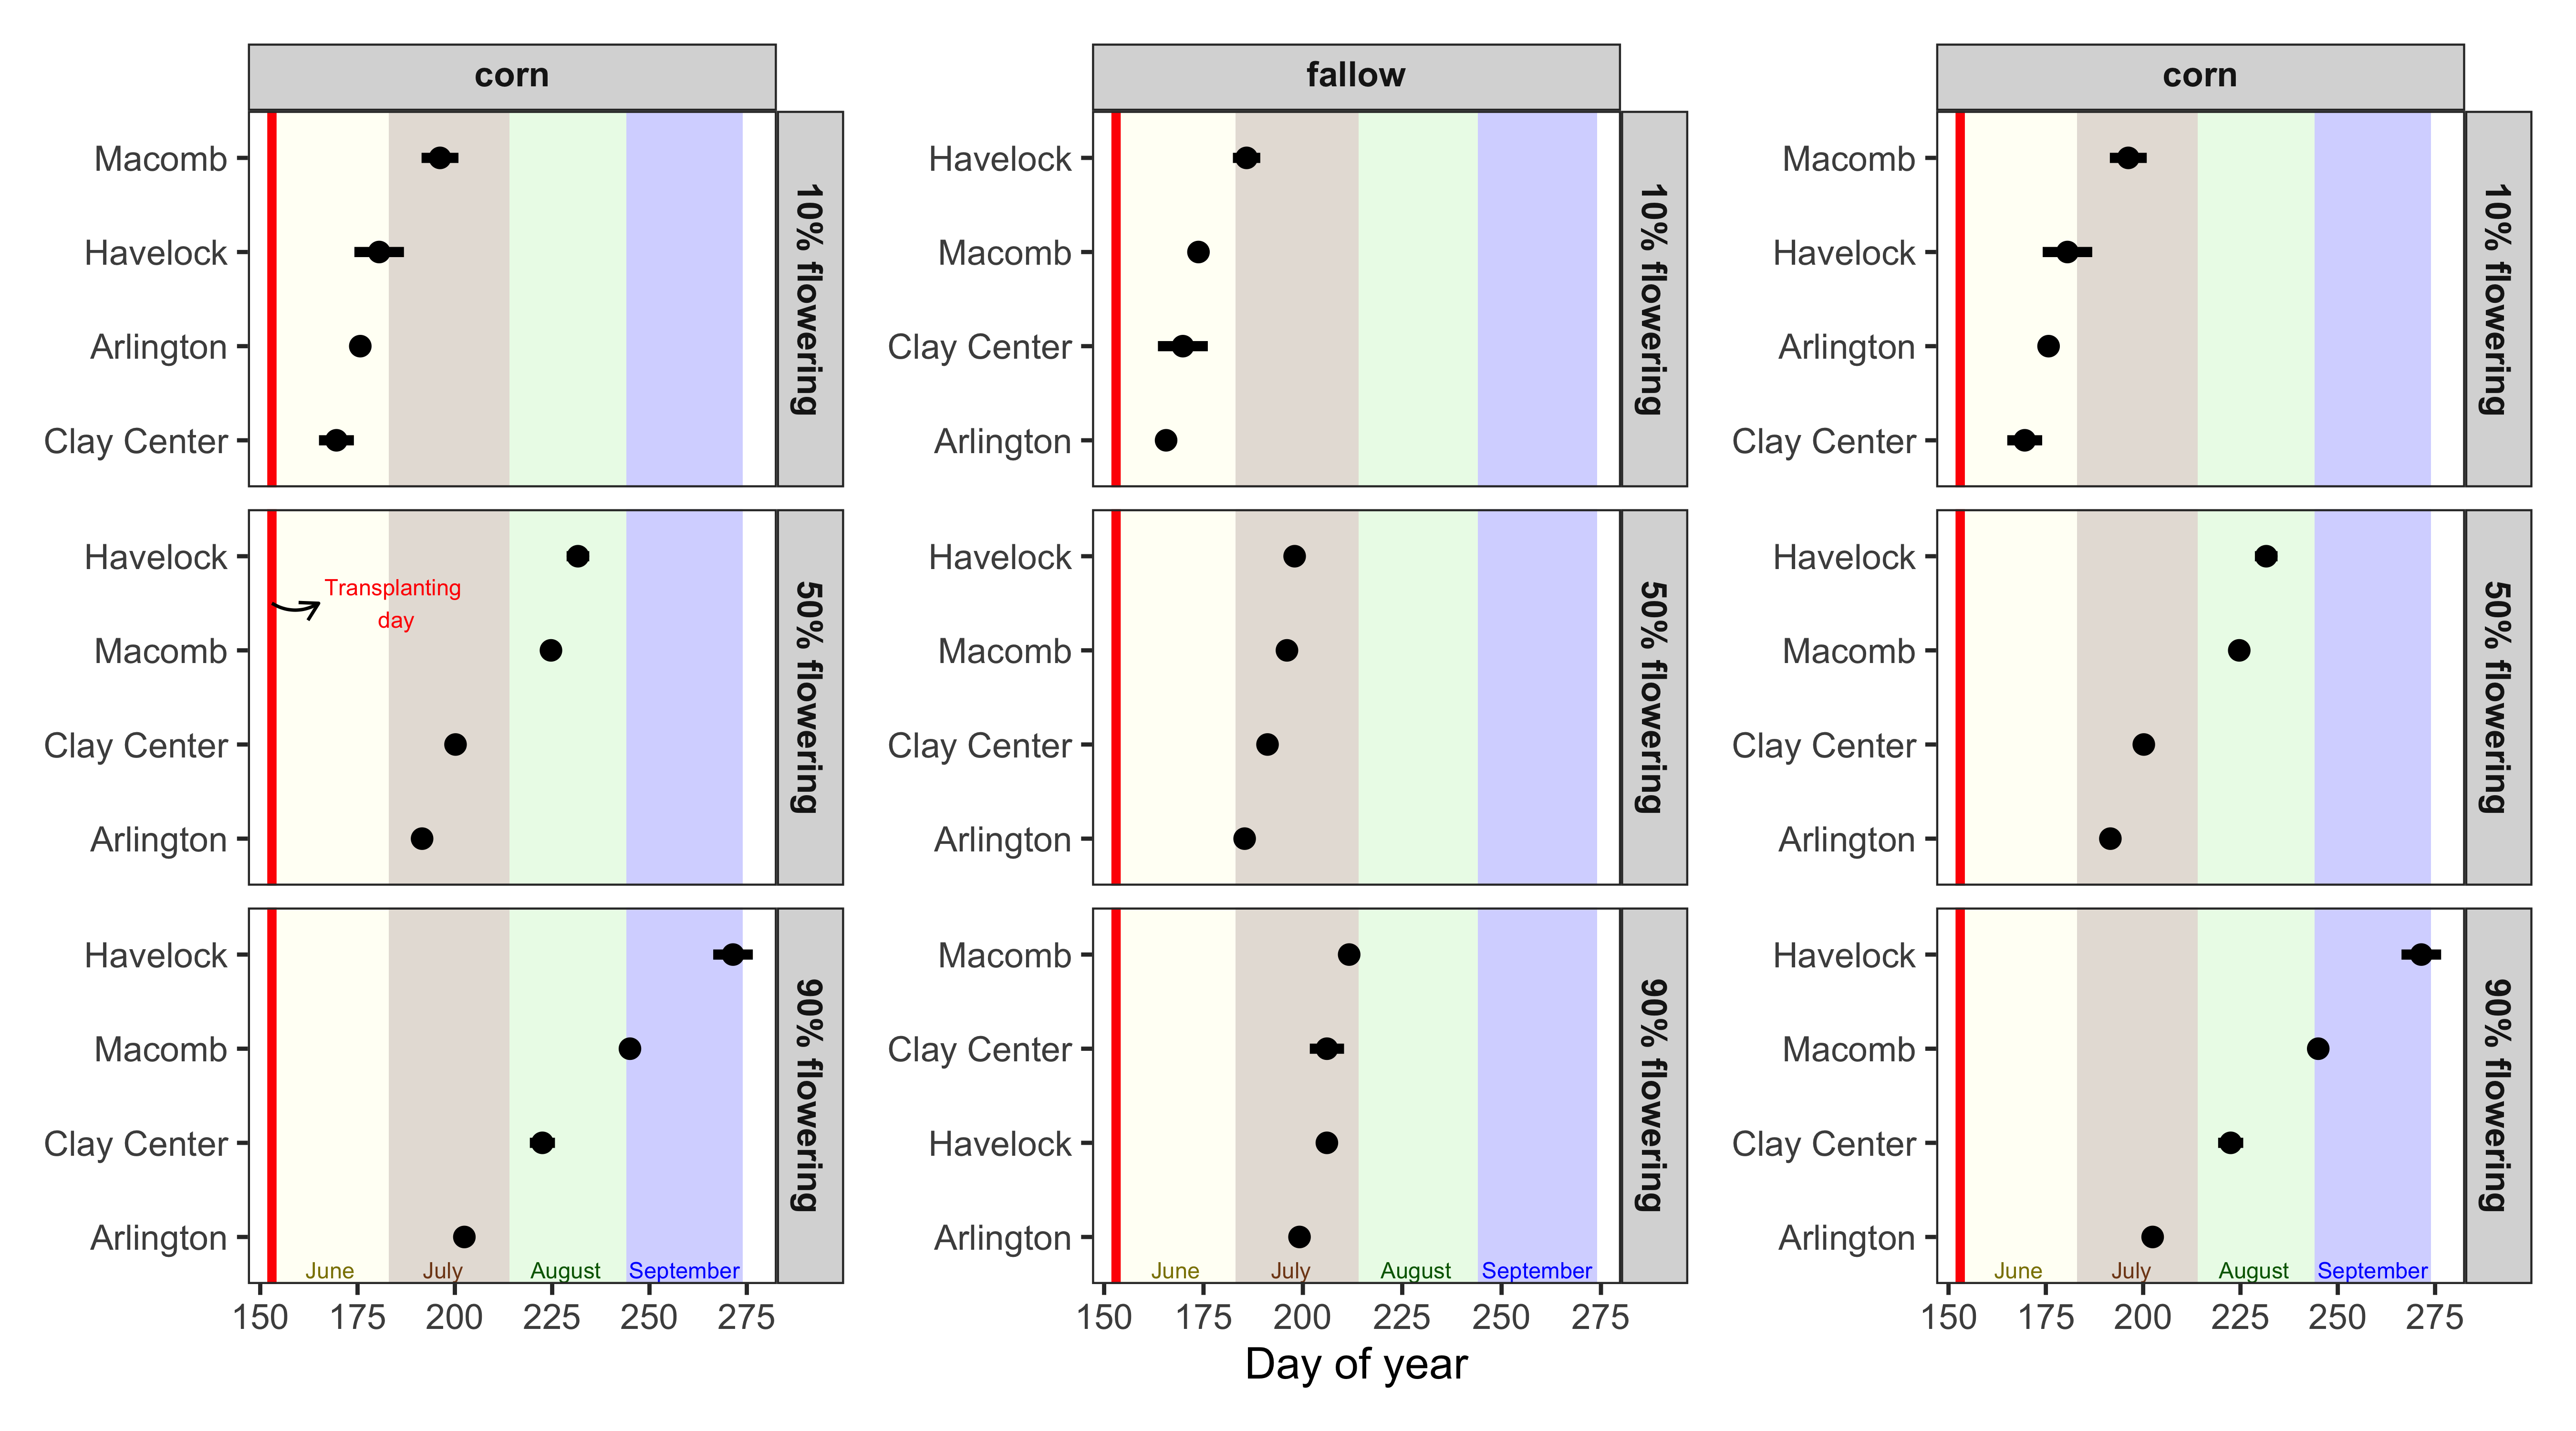 corn
fallow
corn
Macomb
Havelock
Arlington
Clay Center
10% flowering
Havelock
Macomb
Clay Center
Arlington
10% flowering
Macomb
Havelock
Arlington
Clay Center
10% flowering
Havelock
Macomb
Clay Center
Arlington
Transplanting
day
50% flowering
Havelock
Macomb
Clay Center
Arlington
50% flowering
Havelock
Macomb
Clay Center
Arlington
50% flowering
Havelock
Macomb
Clay Center
Arlington
June July August September
90% flowering
Macomb
Clay Center
Havelock
Arlington
June July August September
90% flowering
Havelock
Macomb
Clay Center
Arlington
June July August September
90% flowering
150 175 200 225 250 275
150 175 200 225 250 275
150 175 200 225 250 275
Day of year